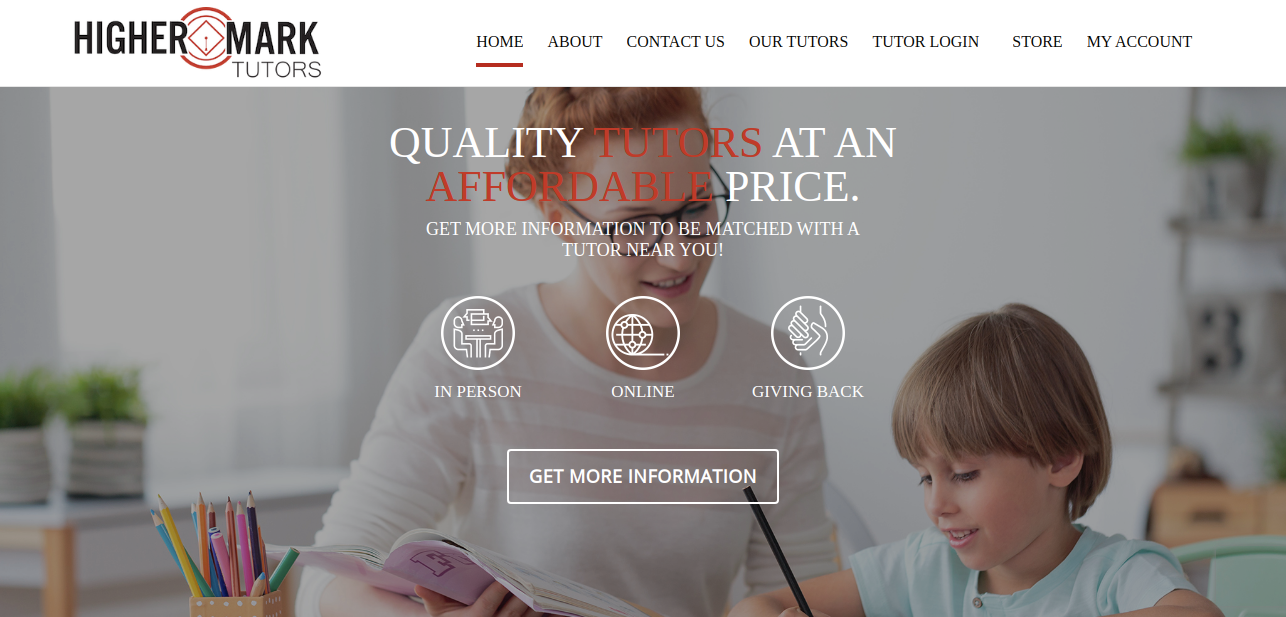 HIGHER MARK
TUTORS
HOME ABOUT CONTACT US OUR TUTORS TUTOR LOGIN STORE MY ACCOUNT
QUALITY TUTORS AT AN
AFFORDABLE PRICE.
GET MORE INFORMATION TO BE MATCHED WITH A
TUTOR NEAR YOU!
IN PERSON ONLINE GIVING BACK
GET MORE INFORMATION